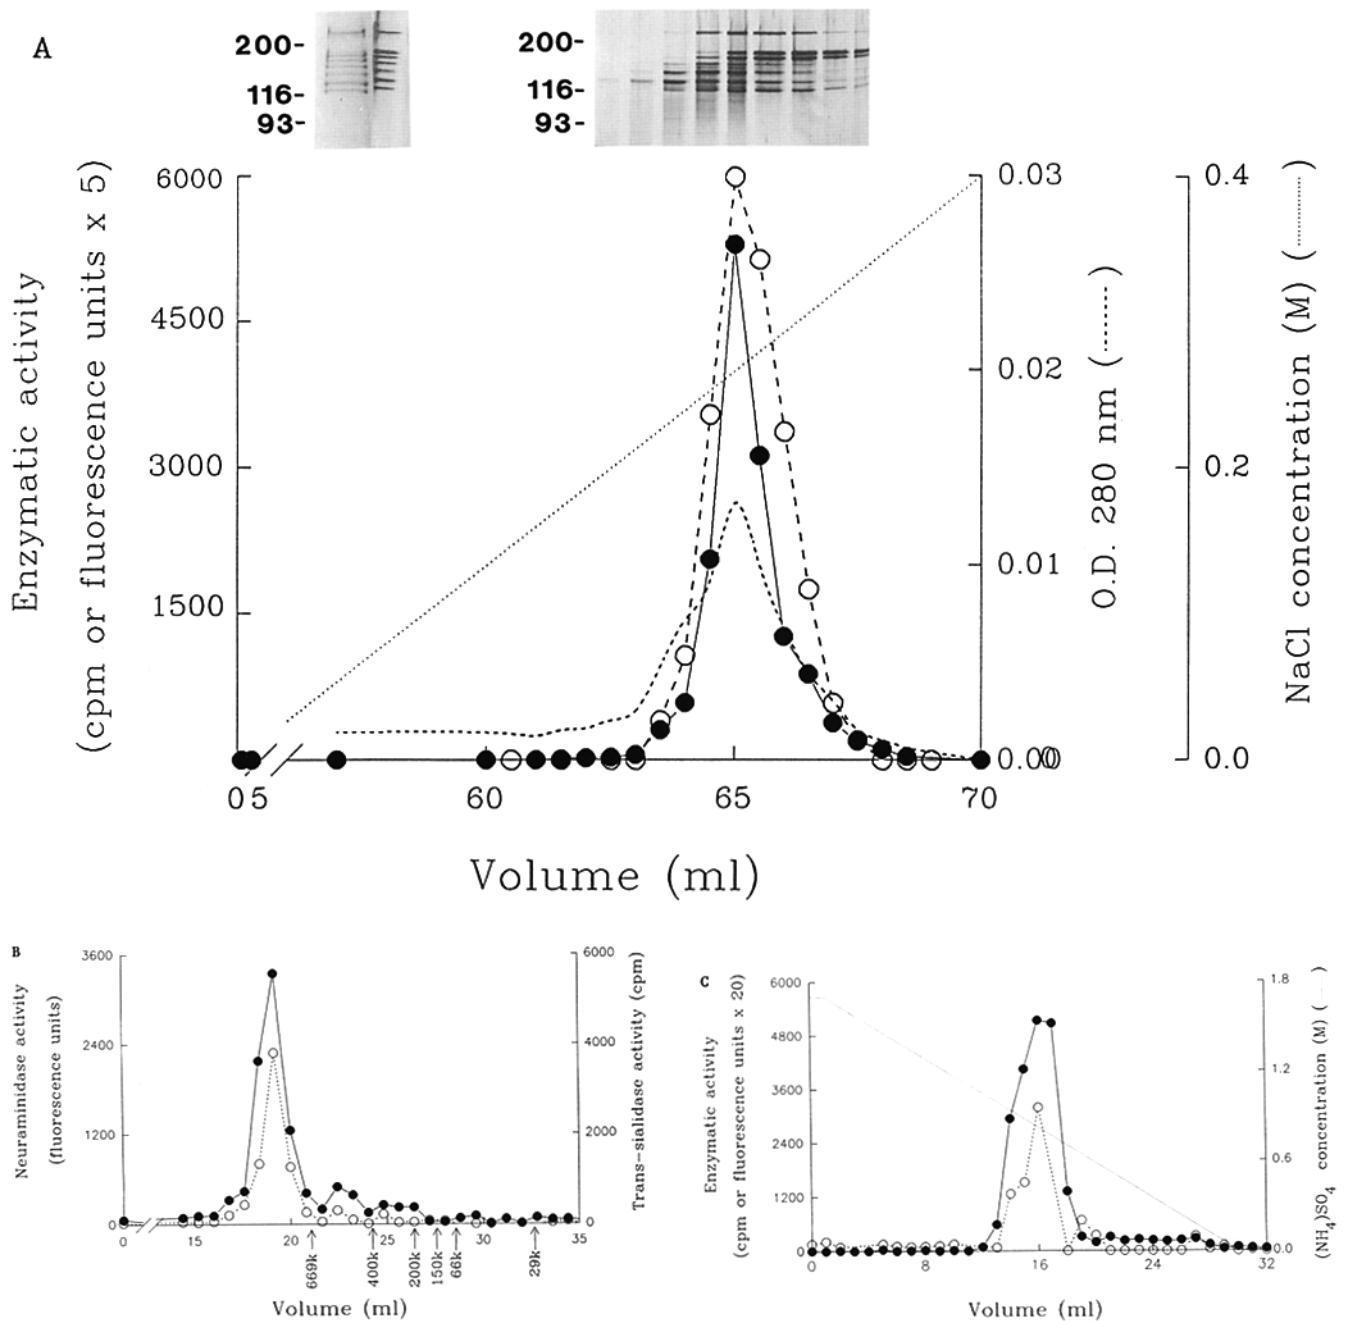 A
200-
116-
93-
200-
116-
93-
Enzymatic activity
(cpm or fluorescence units x 5)
6000
4500
3000
1500
0.03
0.02
0.01
0.00
0
O.D. 280 nm (------)
0.4
0.2
0.0
NaCl concentration (M) (........)
0 5
60
65
70
Volume (ml)
B
Neuraminidase activity
(fluorescence units)
3600
2400
1200
0
6000
4000
2000
0
Trans-sialidase activity (cpm)
0
15
20
25
30
35
669k
400k
200k
150k
66k
29k
Volume (ml)
C
Enzymatic activity
(cpm or fluorescence units x 20)
6000
4800
3600
2400
1200
0
1.8
1.2
0.6
0.0
(NH4)SO4 concentration (M) (......)
0
8
16
24
32
Volume (ml)